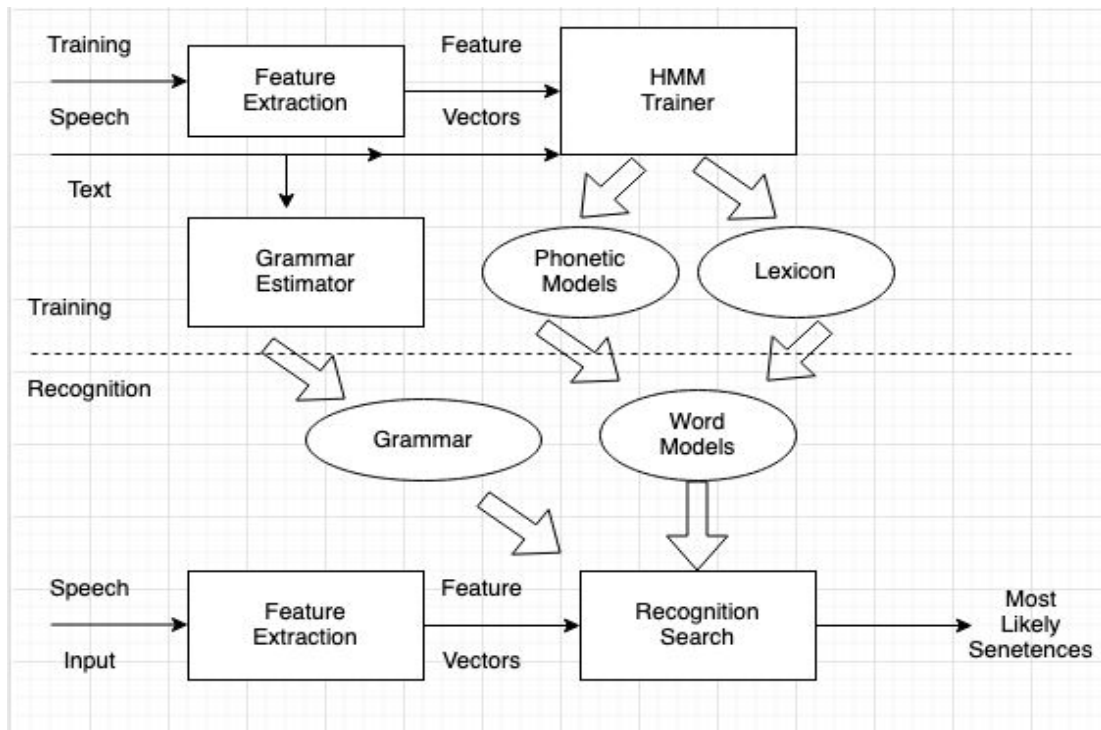 Training
Speech
Feature
Extraction
Feature
Vectors
HMM
Trainer
Text
Grammar
Estimator
Phonetic
Models
Lexicon
Training
Recognition
Grammar
Word
Models
Speech
Input
Feature
Extraction
Feature
Vectors
Recognition
Search
Most
Likely
Senetences